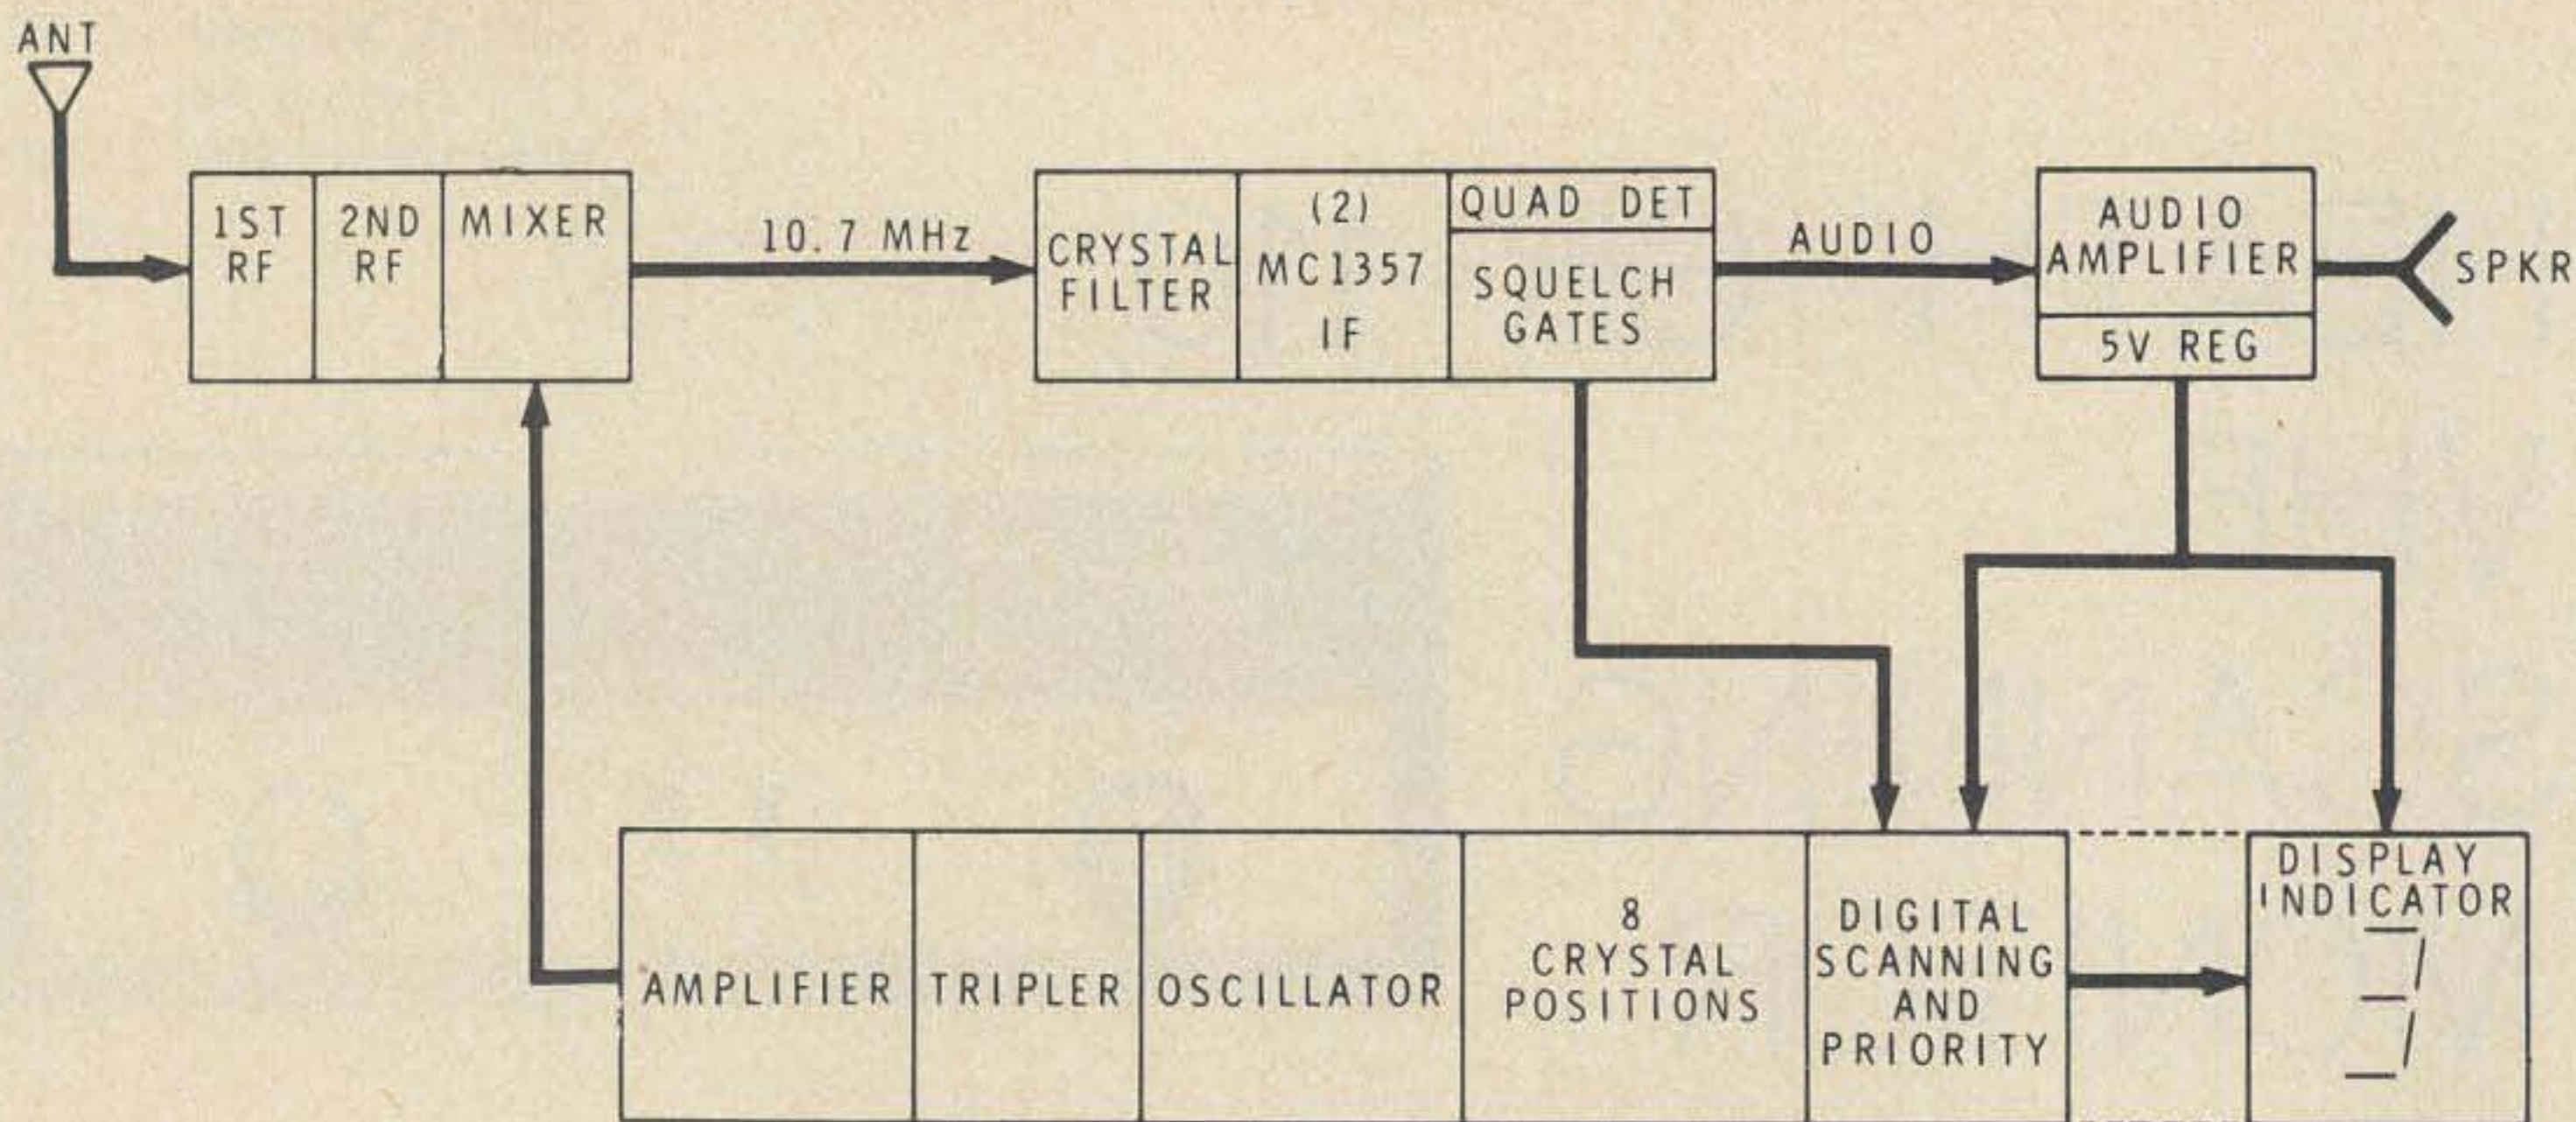 ANT
1ST
RF
2ND
RF
MIXER
10.7 MHz
CRYSTAL
FILTER
(2)
MC1357
IF
QUAD DET
SQUELCH
GATES
AUDIO
AUDIO
AMPLIFIER
5V REG
SPKR
AMPLIFIER
TRIPLER
OSCILLATOR
8
CRYSTAL
POSITIONS
DIGITAL
SCANNING
AND
PRIORITY
DISPLAY
INDICATOR
3